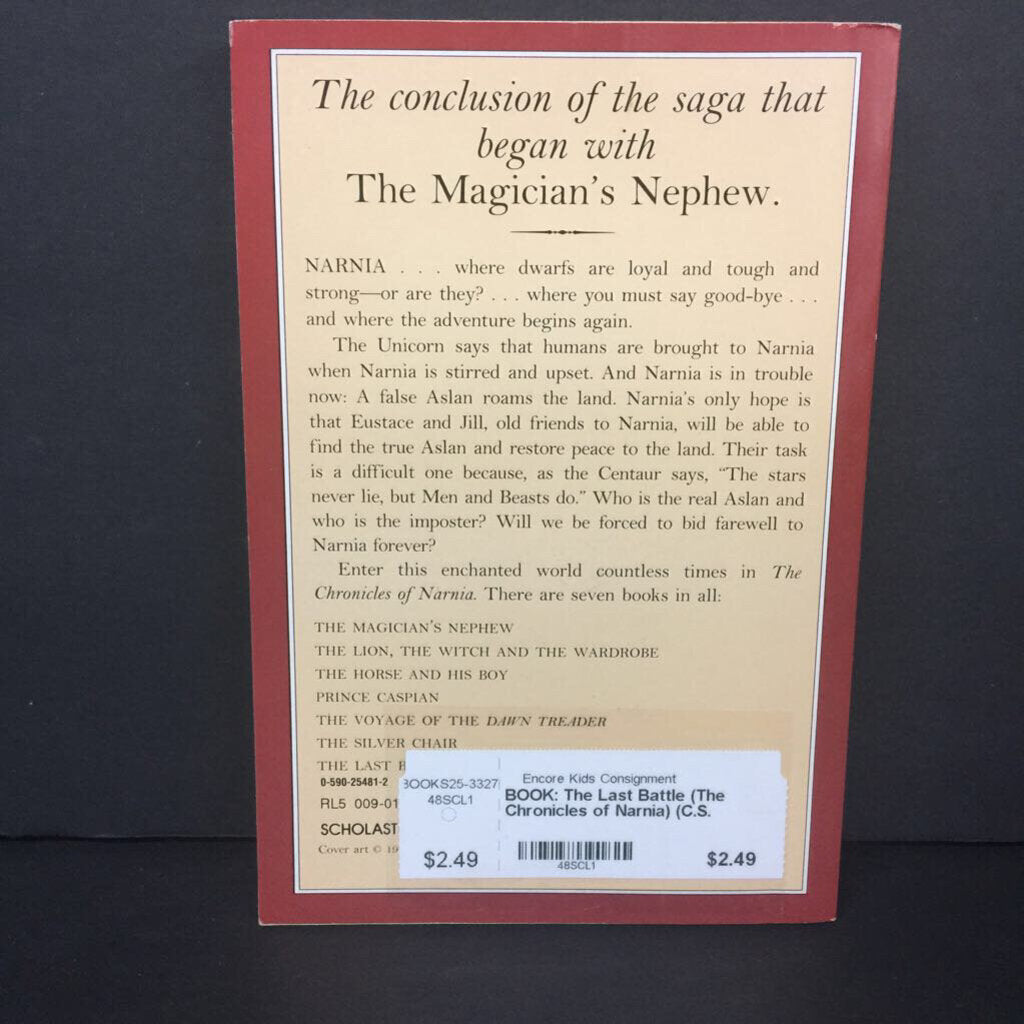 The conclusion of the saga that
began with
The Magician's Nephew.
NARNIA . . . where dwarfs are loyal and tough and
strong—or are they? . . . where you must say good-bye . . .
and where the adventure begins again.
The Unicorn says that humans are brought to Narnia
when Narnia is stirred and upset. And Narnia is in trouble
now: A false Aslan roams the land. Narnia's only hope is
that Eustace and Jill, old friends to Narnia, will be able to
find the true Aslan and restore peace to the land. Their task
is a difficult one because, as the Centaur says, “The stars
never lie, but Men and Beasts do.” Who is the real Aslan and
who is the imposter? Will we be forced to bid farewell to
Narnia forever?
Enter this enchanted world countless times in The
Chronicles of Narnia. There are seven books in all:
THE MAGICIAN'S NEPHEW
THE LION, THE WITCH AND THE WARDROBE
THE HORSE AND HIS BOY
PRINCE CASPIAN
THE VOYAGE OF THE DAWN TREADER
THE SILVER CHAIR
THE LAST
0-590-25481-2
RL5 009-01
SCHOLAST
Cover art © 19
BOOKS25-3327
48SCL1
$2.49
Encore Kids Consignment
BOOK: The Last Battle (The
Chronicles of Narnia) (C.S.
48SCL1
$2.49